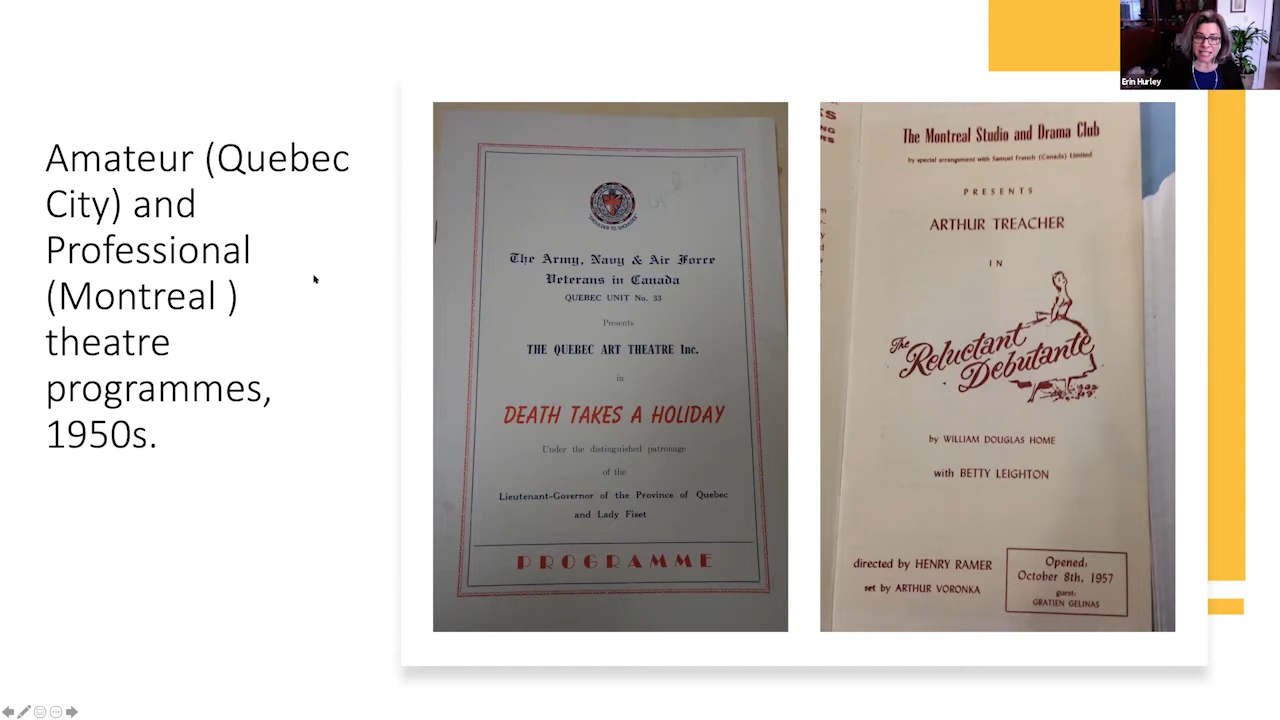 Amateur (Quebec
City) and
Professional
(Montreal )
theatre
programmes,
1950s.
The Army, Navy & Air Force
Veterans in Canada
QUEBEC UNIT No. 33
Presents
THE QUEBEC ART THEATRE Inc.
in
DEATH TAKES A HOLIDAY
Under the distinguished patronage
of the
Lieutenant-Governor of the Province of Quebec
and Lady Fiset
PROGRAMME
The Montreal Studio and Drama Club
by special arrangement with Samuel French (Canada) Limited
PRESENTS
ARTHUR TREACHER
IN
The Reluctant
Debutante
by WILLIAM DOUGLAS HOME
with BETTY LEIGHTON
directed by HENRY RAMER
set by ARTHUR VORONKA
Opened:
October 8th, 1957
guest:
GRATIEN GELINAS
Erin Hurley